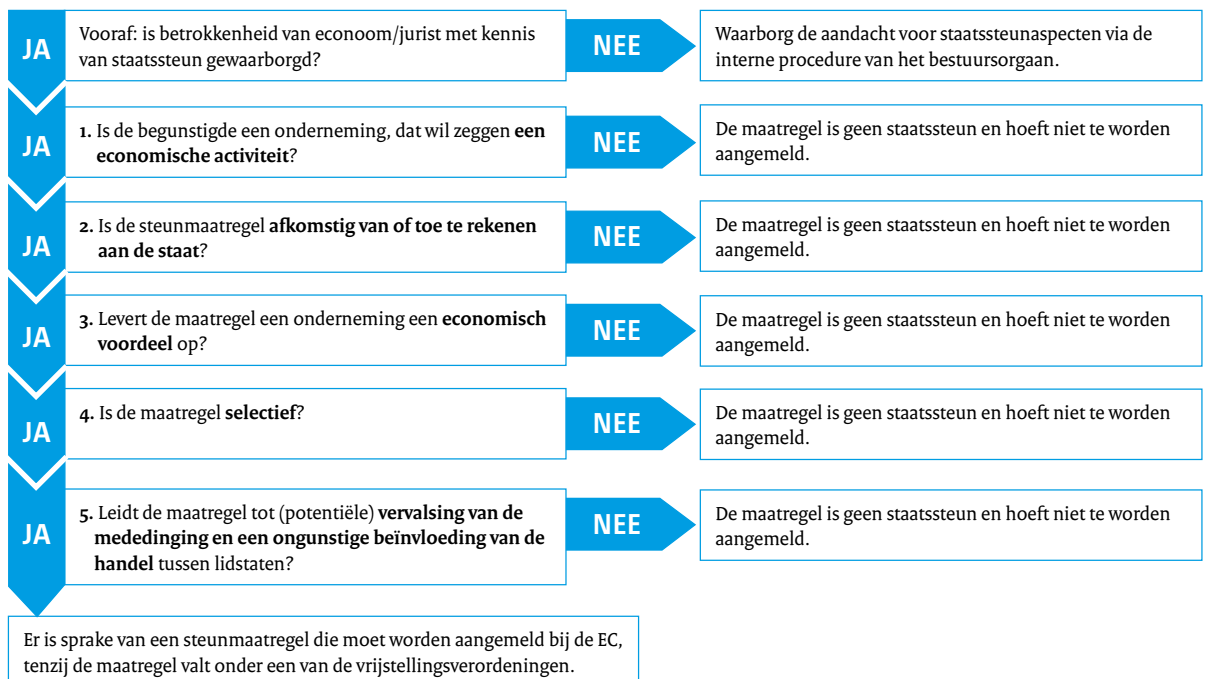 JA
Vooraf: is betrokkenheid van econoom/jurist met kennis
van staatssteun gewaarborgd?
NEE
Waarborg de aandacht voor staatssteunaspecten via de
interne procedure van het bestuursorgaan.
JA
1. Is de begunstigde een onderneming, dat wil zeggen een
economische activiteit?
NEE
De maatregel is geen staatssteun en hoeft niet te worden
aangemeld.
JA
2. Is de steunmaatregel afkomstig van of toe te rekenen
aan de staat?
NEE
De maatregel is geen staatssteun en hoeft niet te worden
aangemeld.
JA
3. Levert de maatregel een onderneming een economisch
voordeel op?
NEE
De maatregel is geen staatssteun en hoeft niet te worden
aangemeld.
JA
4. Is de maatregel selectief?
NEE
De maatregel is geen staatssteun en hoeft niet te worden
aangemeld.
JA
5. Leidt de maatregel tot (potentiële) vervalsing van de
mededinging en een ongunstige beïnvloeding van de
handel tussen lidstaten?
NEE
De maatregel is geen staatssteun en hoeft niet te worden
aangemeld.
Er is sprake van een steunmaatregel die moet worden aangemeld bij de EC,
tenzij de maatregel valt onder een van de vrijstellingsverordeningen.